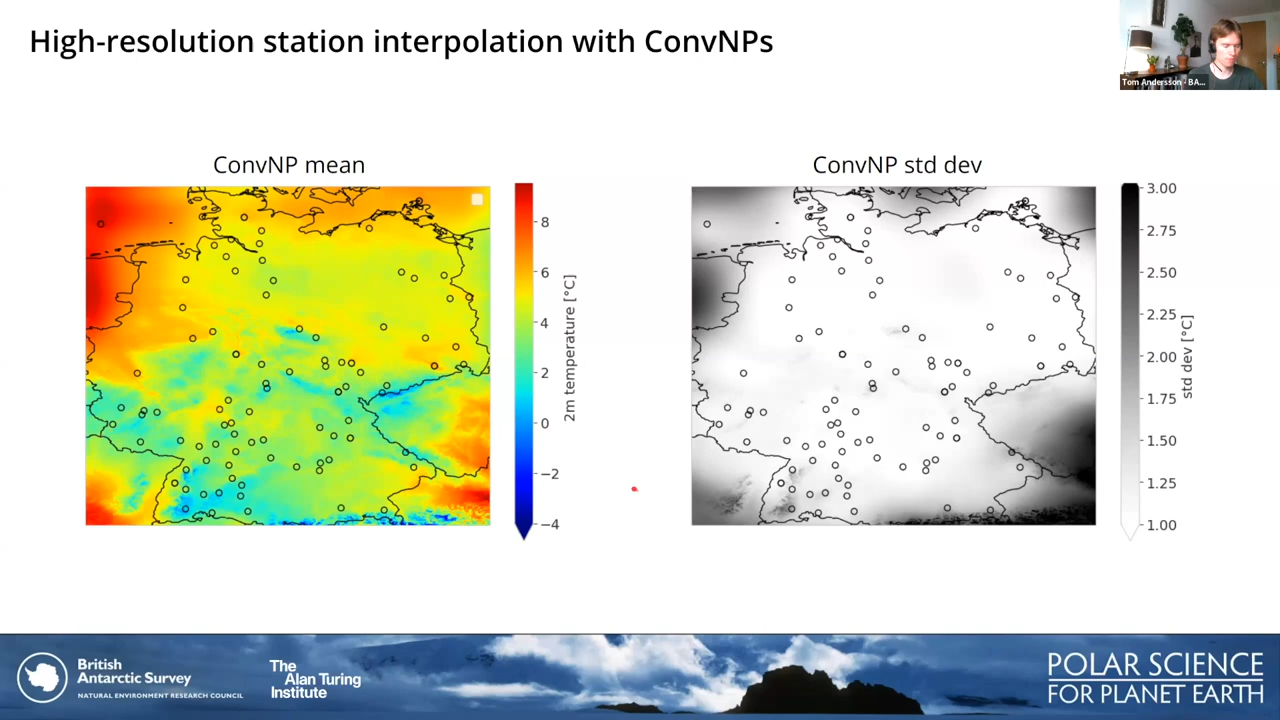 High-resolution station interpolation with ConvNPs
Tom Andersson - BA...
ConvNP mean
ConvNP std dev
8
6
4
2
0
−2
−4
2m temperature [°C]
3.00
2.75
2.50
2.25
2.00
1.75
1.50
1.25
1.00
std dev [°C]
British
Antarctic Survey
NATURAL ENVIRONMENT RESEARCH COUNCIL
The
Alan Turing
Institute
POLAR SCIENCE
FOR PLANET EARTH